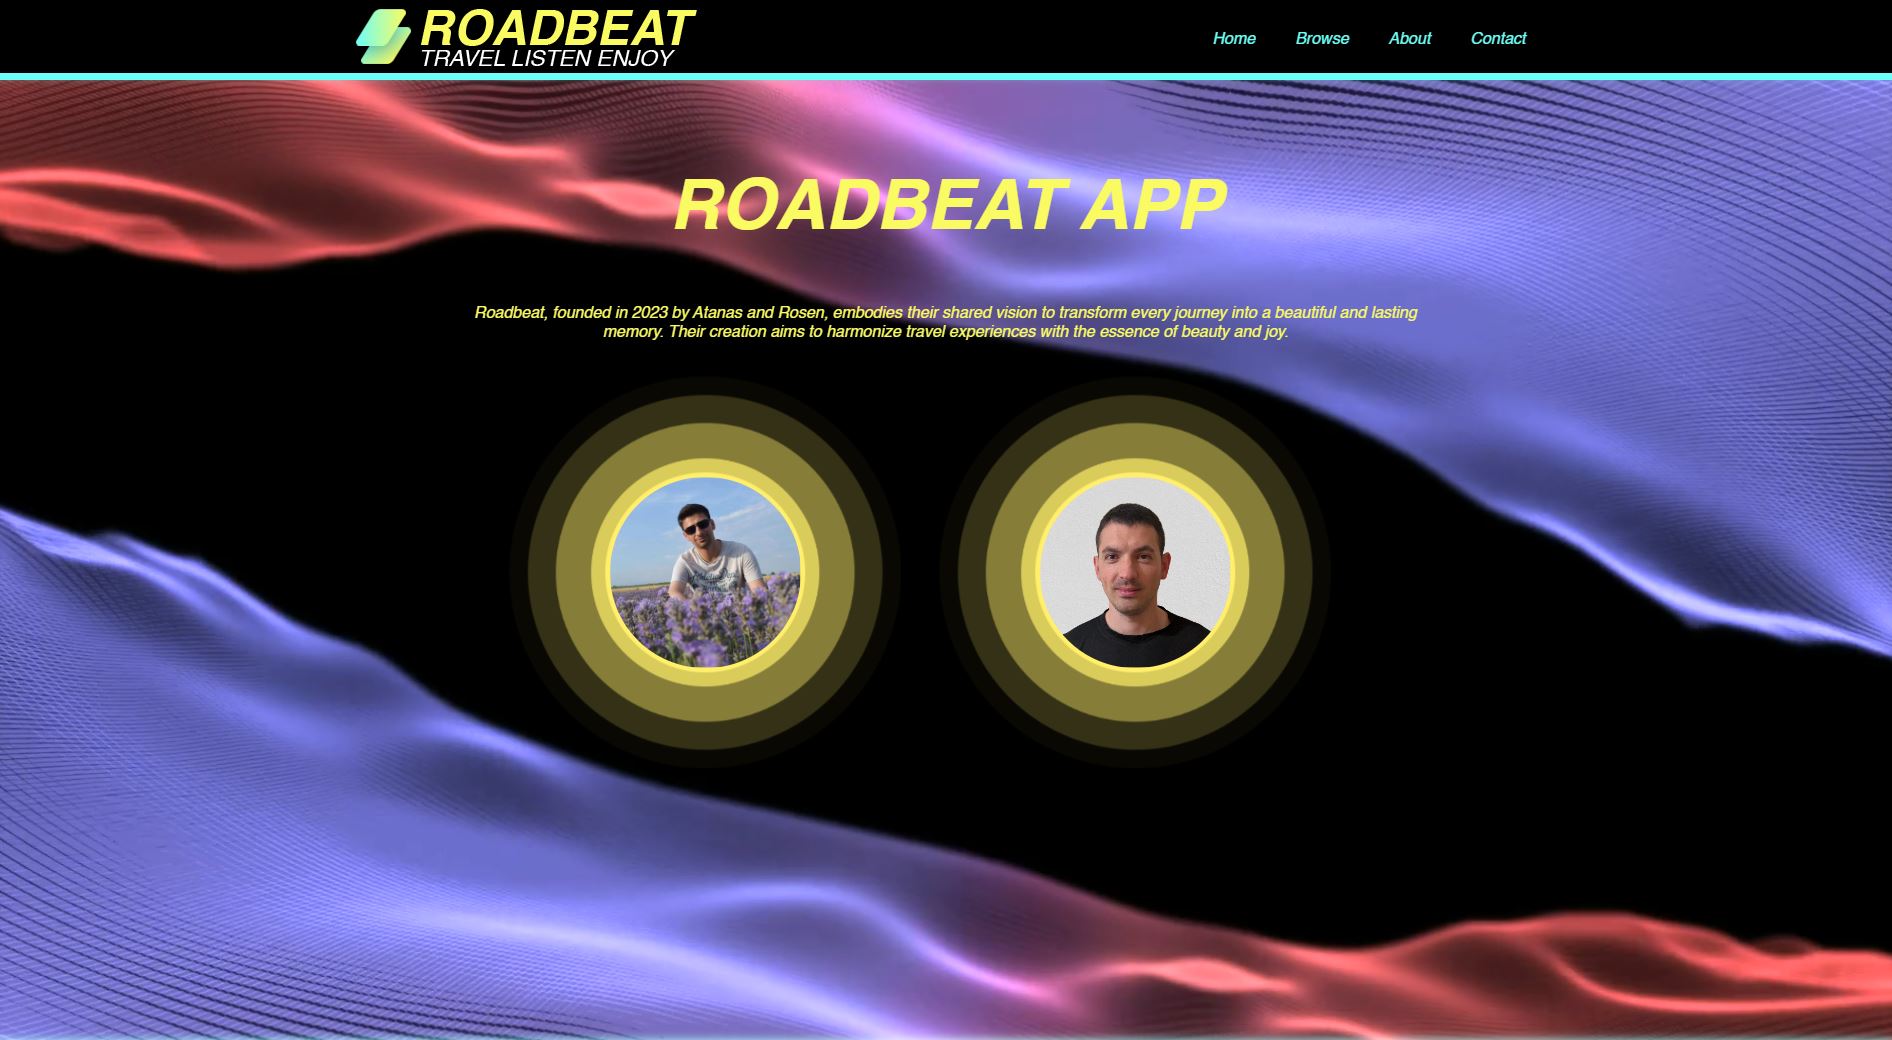 ROADBEAT
TRAVEL LISTEN ENJOY
Home Browse About Contact
ROADBEAT APP
Roadbeat, founded in 2023 by Atanas and Rosen, embodies their shared vision to transform every journey into a beautiful and lasting
memory. Their creation aims to harmonize travel experiences with the essence of beauty and joy.